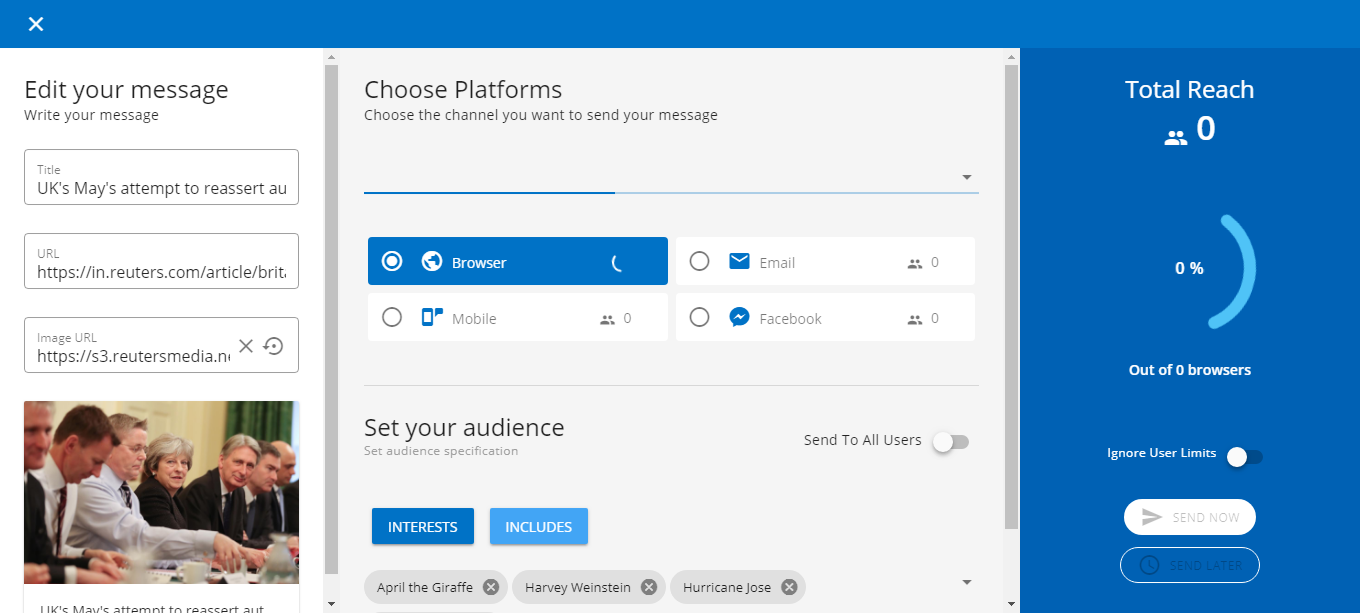 Edit your message
Write your message
Title
UK's May's attempt to reassert au
URL
https://in.reuters.com/article/brita
Image URL
https://s3.reutersmedia.ne
UK's May's attempt to reassert aut
Choose Platforms
Choose the channel you want to send your message
Browser
Email 0
Mobile 0
Facebook 0
Set your audience
Set audience specification
Send To All Users
INTERESTS INCLUDES
April the Giraffe Harvey Weinstein Hurricane Jose
Total Reach
0
0 %
Out of 0 browsers
Ignore User Limits
SEND NOW
SEND LATER